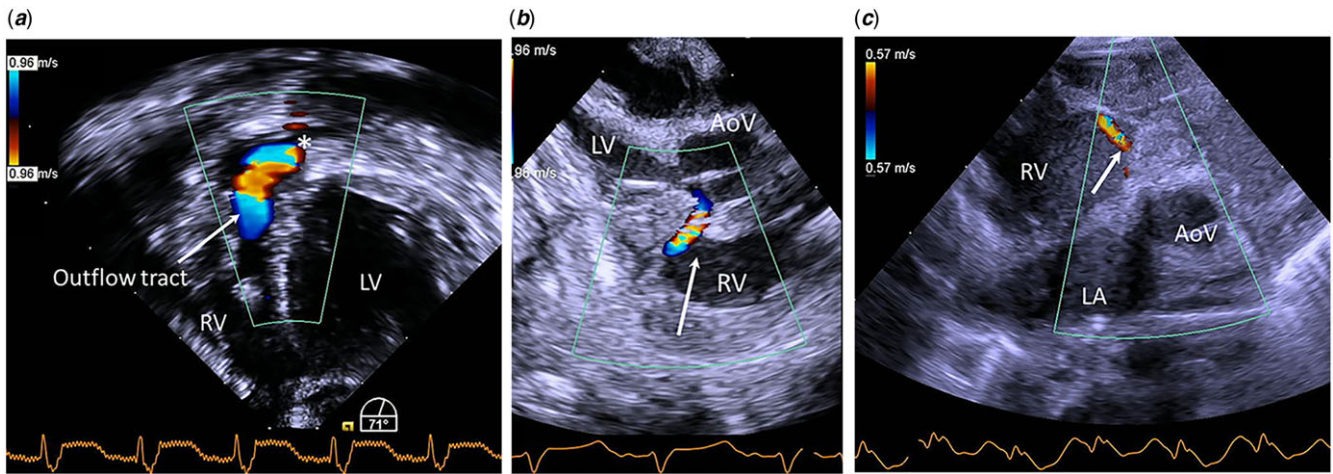 (a)
0.96 m/s
0.96 m/s
*
Outflow tract
LV
RV
71°
(b)
.96 m/s
.96 m/s
LV
AoV
RV
(c)
0.57 m/s
0.57 m/s
RV
AoV
LA